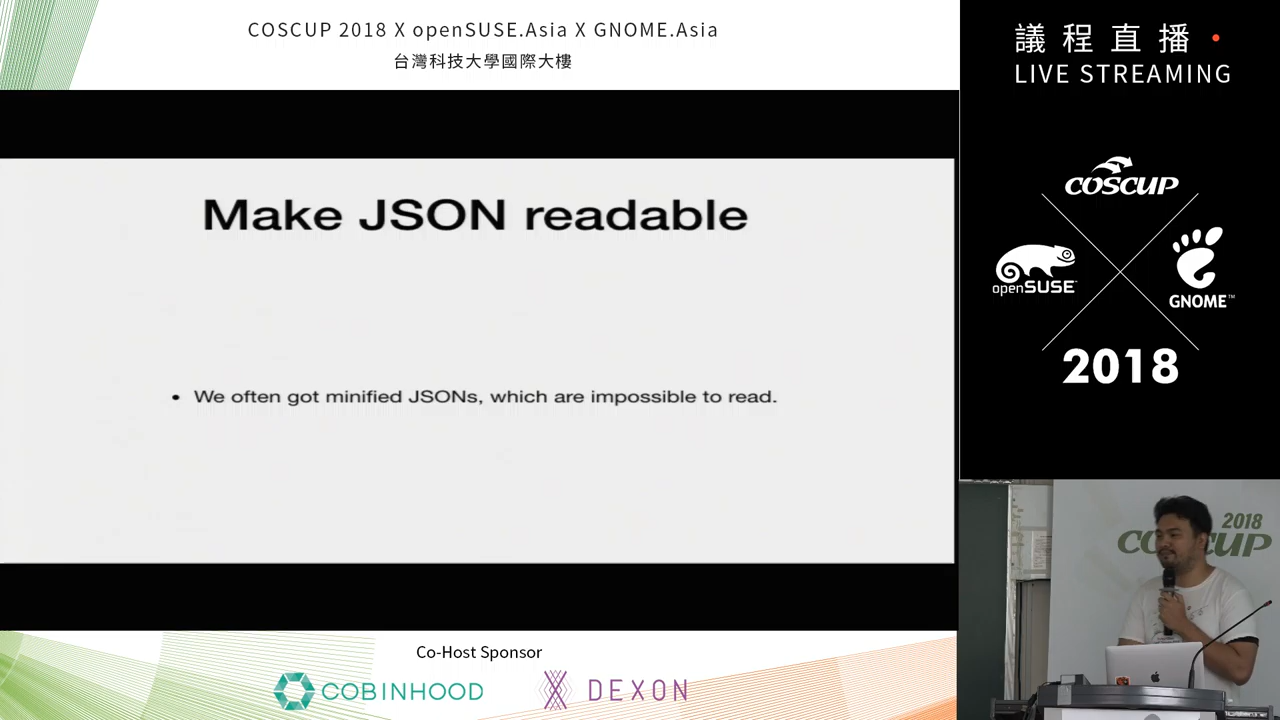 COSCUP 2018 X openSUSE.Asia X GNOME.Asia
台灣科技大學國際大樓
議程直播
LIVE STREAMING
COSCUP
openSUSE
GNOME™
2018
Make JSON readable
• We often got minified JSONs, which are impossible to read.
2018
COSCUP
Co-Host Sponsor
COBINHOOD
DEXON